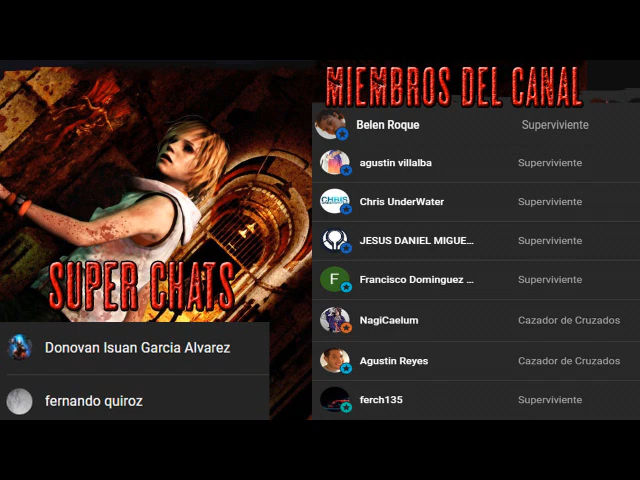 MIEMBROS DEL CANAL
Belen Roque Superviviente
agustin villalba Superviviente
Chris UnderWater Superviviente
JESUS DANIEL MIGUE... Superviviente
Francisco Dominguez ... Superviviente
F
NagiCaelum Cazador de Cruzados
Agustin Reyes Cazador de Cruzados
ferch135 Superviviente
SUPER CHATS
Donovan Isuan Garcia Alvarez
fernando quiroz